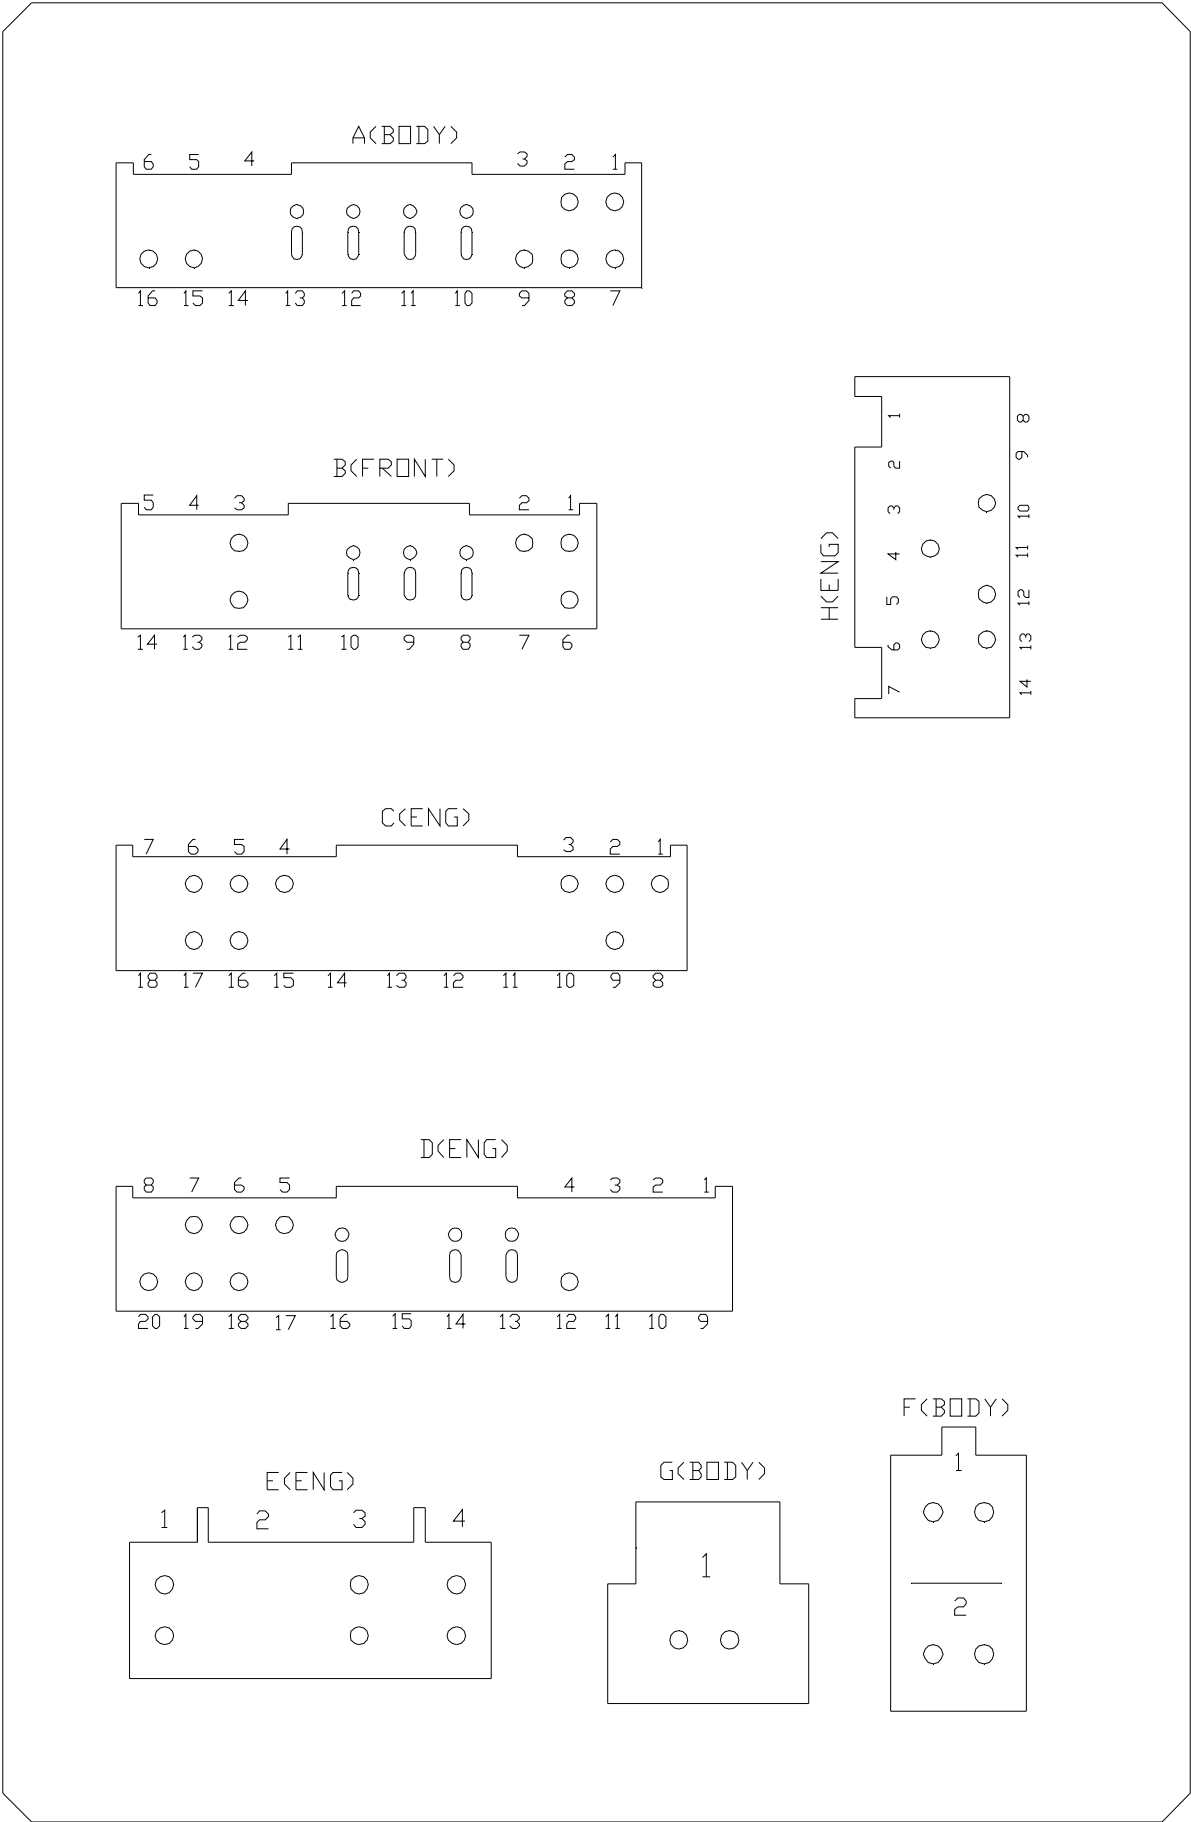 A(BODY)
6 5 4 3 2 1
16 15 14 13 12 11 10 9 8 7
B(FRONT)
5 4 3 2 1
14 13 12 11 10 9 8 7 6
H(ENG)
1 8
2 9
3 10
4 11
5 12
6 13
7 14
C(ENG)
7 6 5 4 3 2 1
18 17 16 15 14 13 12 11 10 9 8
D(ENG)
8 7 6 5 4 3 2 1
20 19 18 17 16 15 14 13 12 11 10 9
E(ENG)
1 2 3 4
G(BODY)
1
F(BODY)
1
2